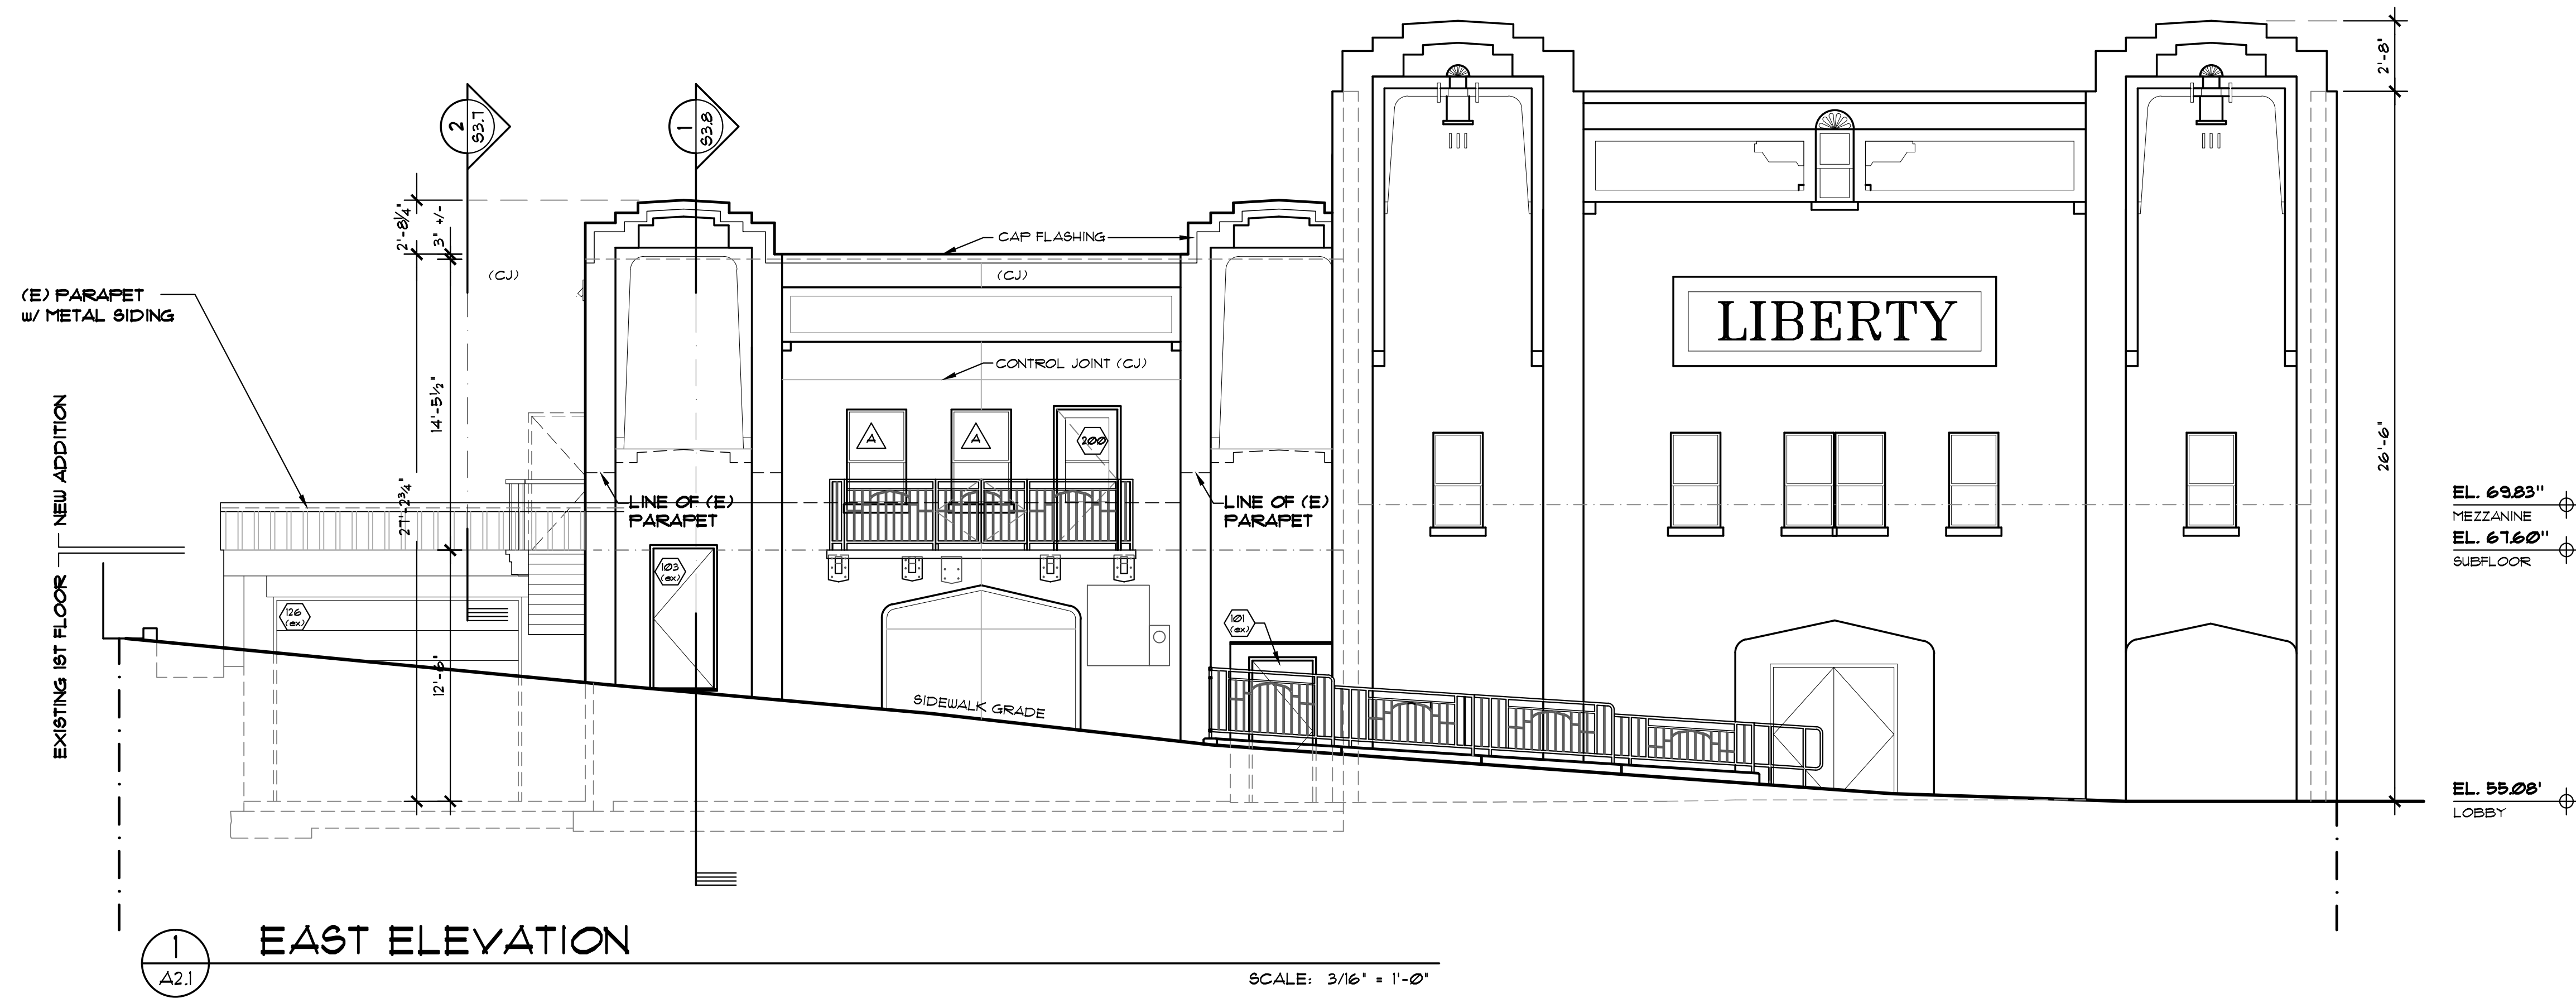 2
S3.7
1
S3.8
2'-8"
2'-8¼"
3" +/-
CAP FLASHING
(CJ)
(CJ)
(E) PARAPET
w/ METAL SIDING
LIBERTY
CONTROL JOINT (CJ)
14'-5½"
26'-6"
NEW ADDITION
EXISTING 1ST FLOOR
A
A
200
27'-2¾"
LINE OF (E)
PARAPET
LINE OF (E)
PARAPET
EL. 69.83''
MEZZANINE
EL. 67.60''
SUBFLOOR
103
(ex)
126
(ex)
101
(ex)
12'-6"
SIDEWALK GRADE
EL. 55.08'
LOBBY
1
A2.1
EAST ELEVATION
SCALE: 3/16" = 1'-0"